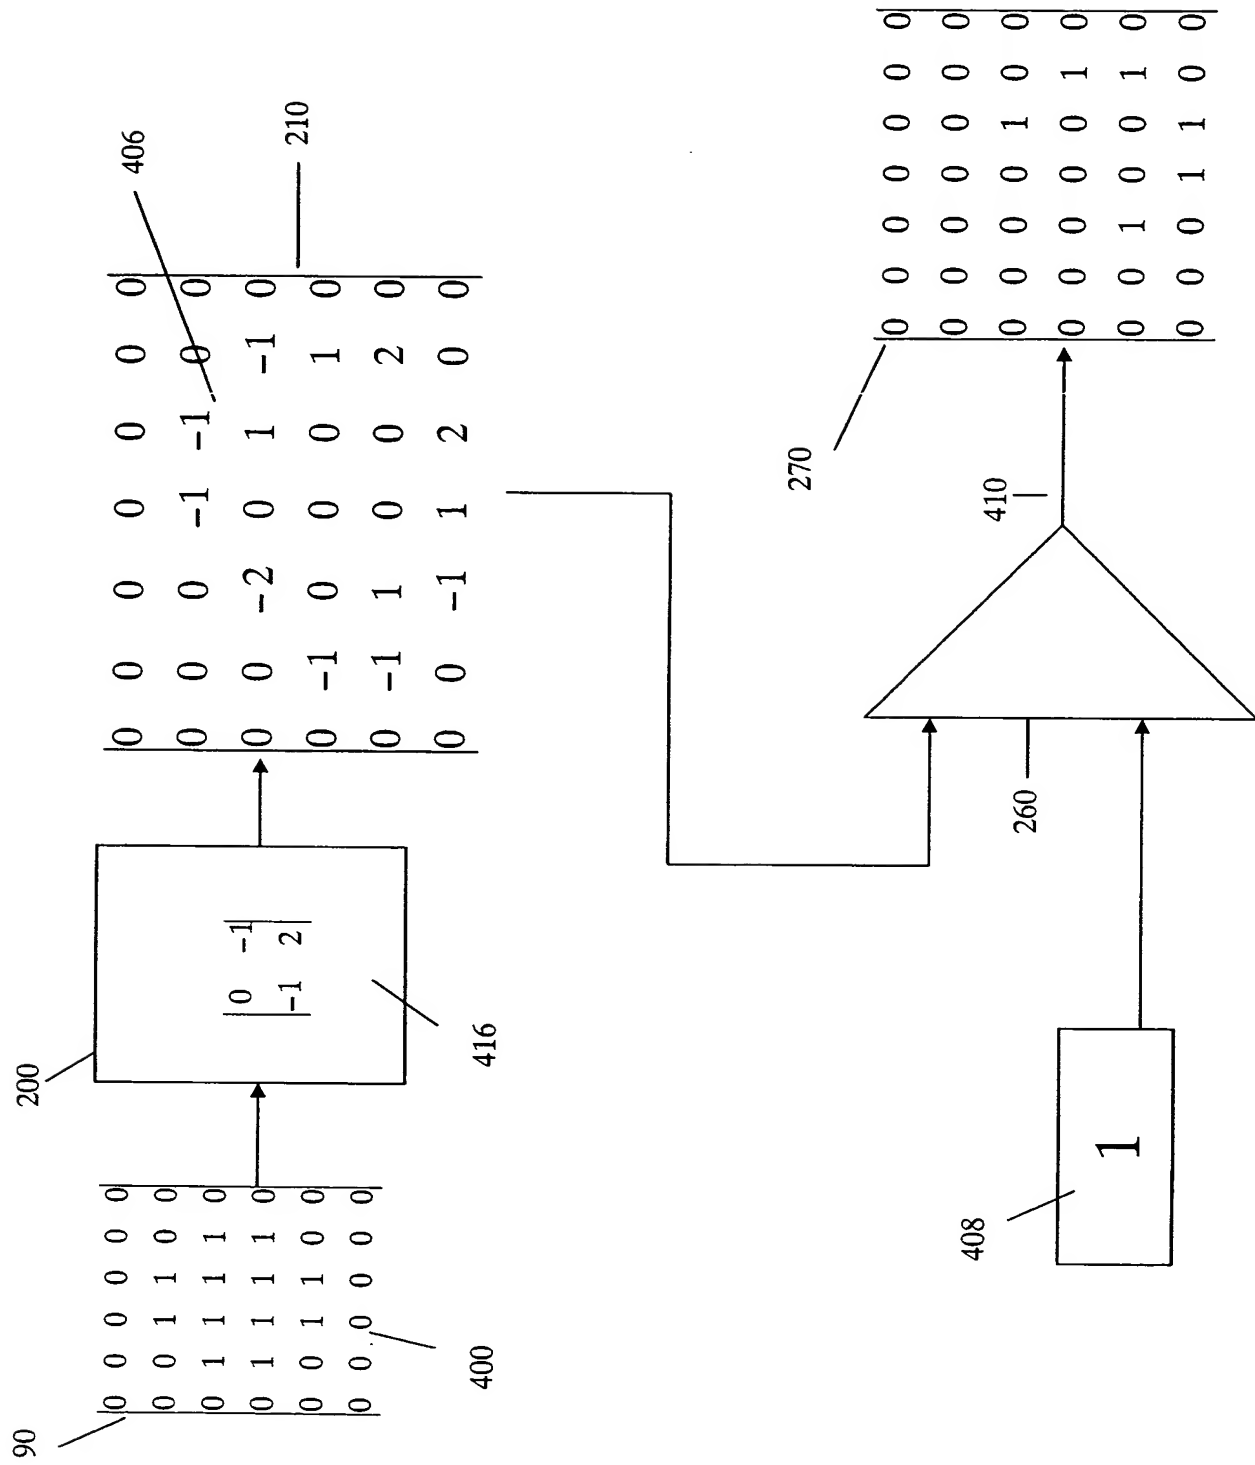 90
0 0 0 0 0 0
0 0 1 1 0 0
0 1 1 1 1 0
0 1 1 1 1 0
0 0 1 1 0 0
0 0 0 0 0 0
400
200
0 -1
-1 2
416
406
0 0 0 0 0 0 0
0 0 0 -1 -1 0 0
0 0 -2 0 1 -1 0
0 -1 0 0 0 1 0
0 -1 1 0 0 2 0
0 0 -1 1 2 0 0
210
408
1
260
410
270
0 0 0 0 0 0 0
0 0 0 0 0 0 0
0 0 0 0 1 0 0
0 0 0 0 0 1 0
0 0 1 0 0 1 0
0 0 0 1 1 0 0